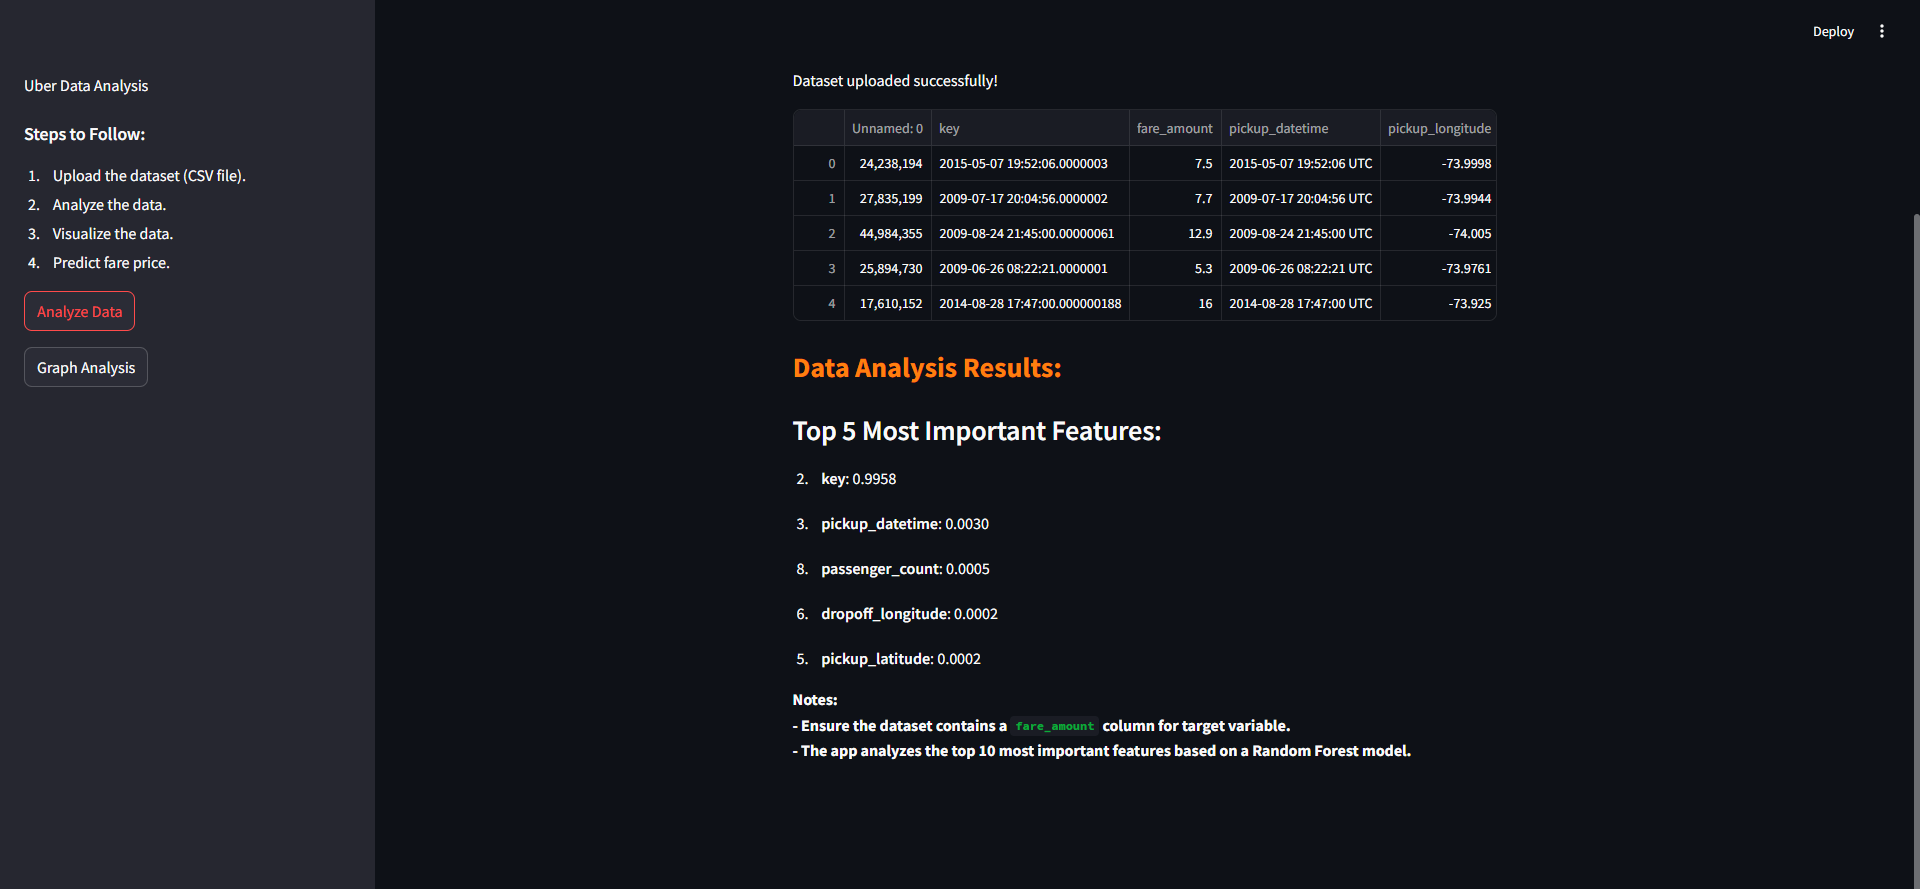 Deploy
Uber Data Analysis
Steps to Follow:
1. Upload the dataset (CSV file).
2. Analyze the data.
3. Visualize the data.
4. Predict fare price.
Analyze Data
Graph Analysis
Dataset uploaded successfully!
Unnamed: 0 key fare_amount pickup_datetime pickup_longitude
0 24,238,194 2015-05-07 19:52:06.0000003 7.5 2015-05-07 19:52:06 UTC -73.9998
1 27,835,199 2009-07-17 20:04:56.0000002 7.7 2009-07-17 20:04:56 UTC -73.9944
2 44,984,355 2009-08-24 21:45:00.00000061 12.9 2009-08-24 21:45:00 UTC -74.005
3 25,894,730 2009-06-26 08:22:21.0000001 5.3 2009-06-26 08:22:21 UTC -73.9761
4 17,610,152 2014-08-28 17:47:00.000000188 16 2014-08-28 17:47:00 UTC -73.925
Data Analysis Results:
Top 5 Most Important Features:
2. key: 0.9958
3. pickup_datetime: 0.0030
8. passenger_count: 0.0005
6. dropoff_longitude: 0.0002
5. pickup_latitude: 0.0002
Notes:
- Ensure the dataset contains a fare_amount column for target variable.
- The app analyzes the top 10 most important features based on a Random Forest model.